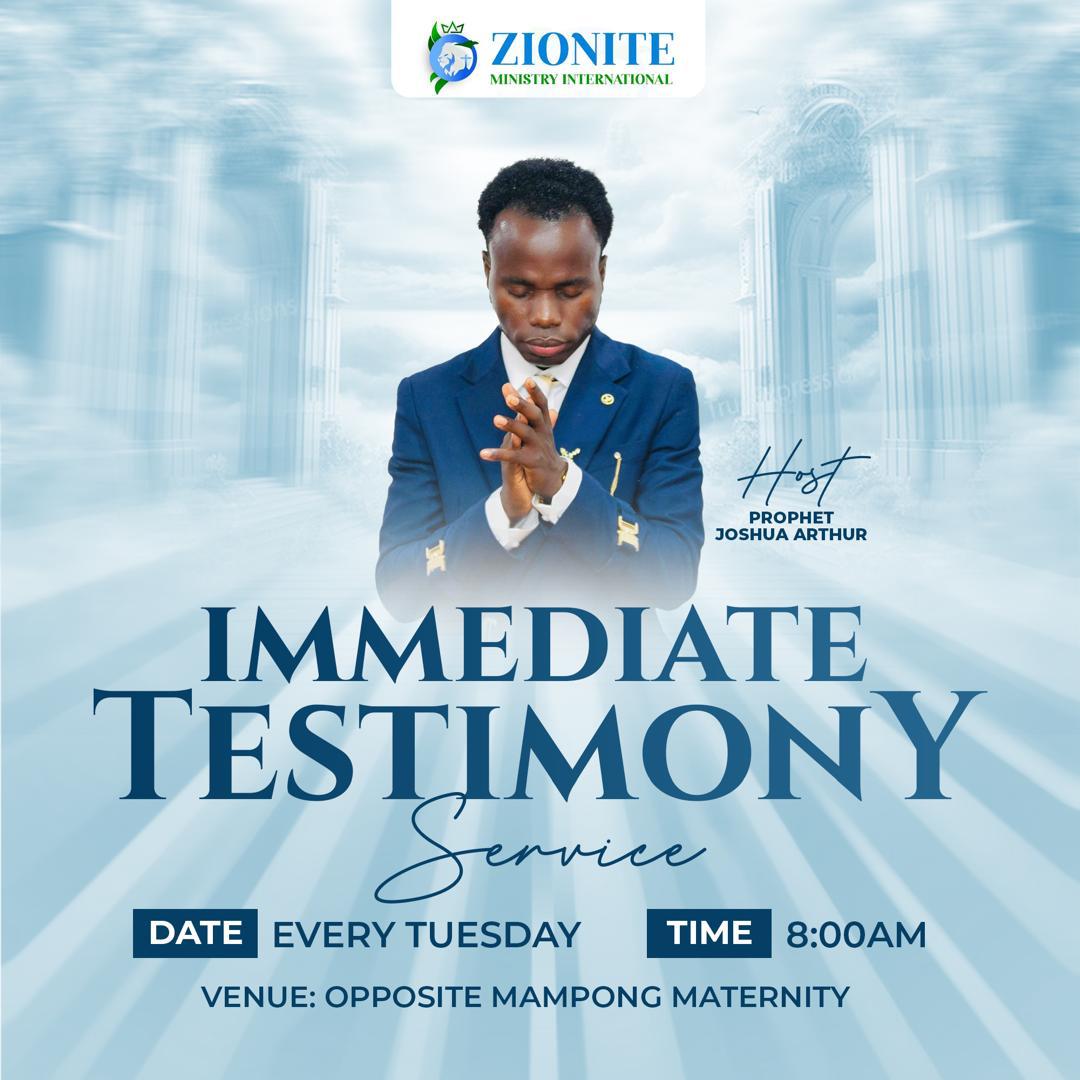 ZIONITE
MINISTRY INTERNATIONAL
Host
PROPHET
JOSHUA ARTHUR
IMMEDIATE
TESTIMONY
Service
DATE EVERY TUESDAY TIME 8:00AM
VENUE: OPPOSITE MAMPONG MATERNITY